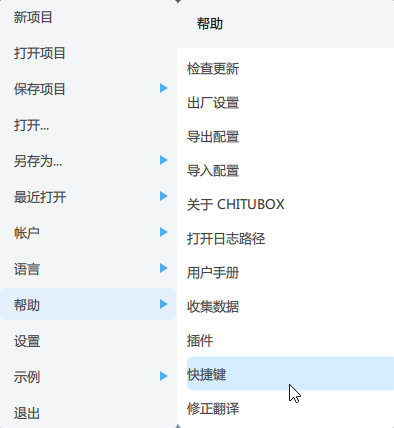 新项目
打开项目
保存项目
打开...
另存为...
最近打开
帐户
语言
帮助
设置
示例
退出
帮助
检查更新
出厂设置
导出配置
导入配置
关于 CHITUBOX
打开日志路径
用户手册
收集数据
插件
快捷键
修正翻译